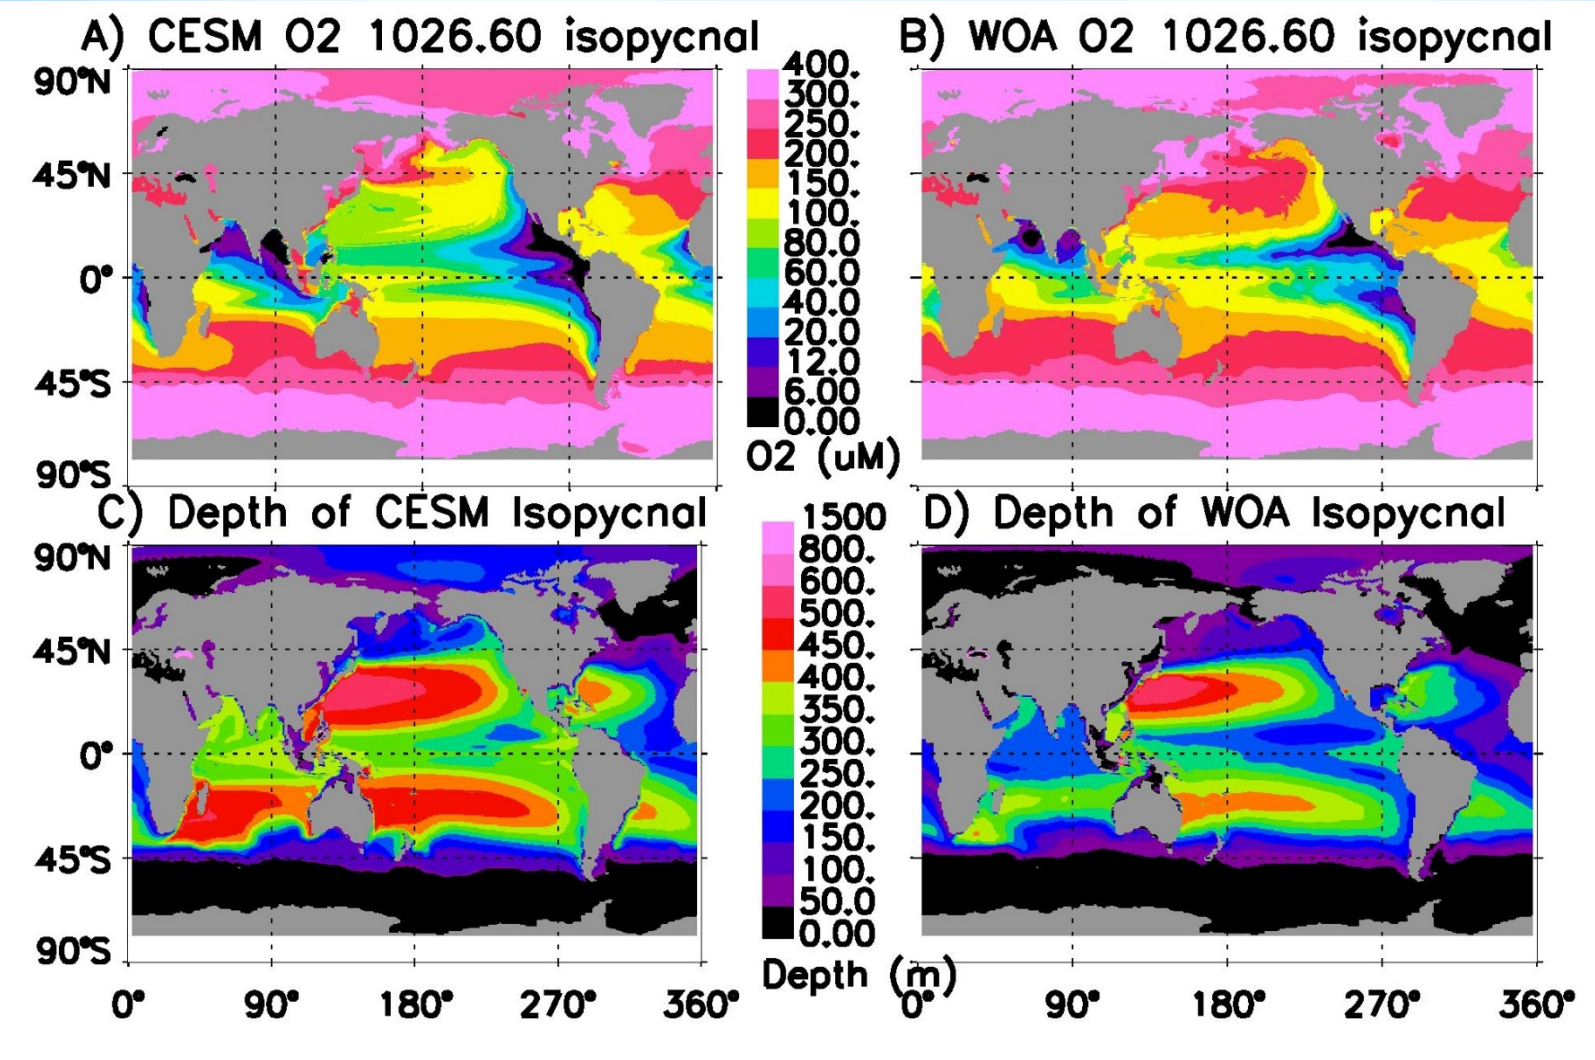 A) CESM O2 1026.60 isopycnal
B) WOA O2 1026.60 isopycnal
90°N
45°N
0°
45°S
90°S
400.
300.
250.
200.
150.
100.
80.0
60.0
40.0
20.0
12.0
6.00
0.00
O2 (uM)
C) Depth of CESM Isopycnal
D) Depth of WOA Isopycnal
90°N
45°N
0°
45°S
90°S
1500
800.
600.
500.
450.
400.
350.
300.
250.
200.
150.
100.
50.0
0.00
Depth (m)
0° 90° 180° 270° 360°
0° 90° 180° 270° 360°